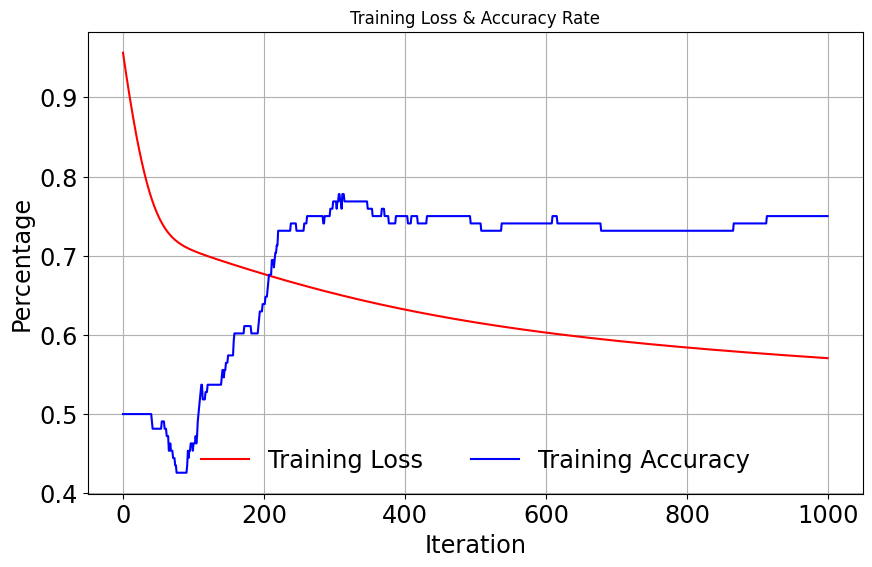 Training Loss & Accuracy Rate
Percentage
0.9
0.8
0.7
0.6
0.5
0.4
Training Loss
Training Accuracy
0 200 400 600 800 1000
Iteration